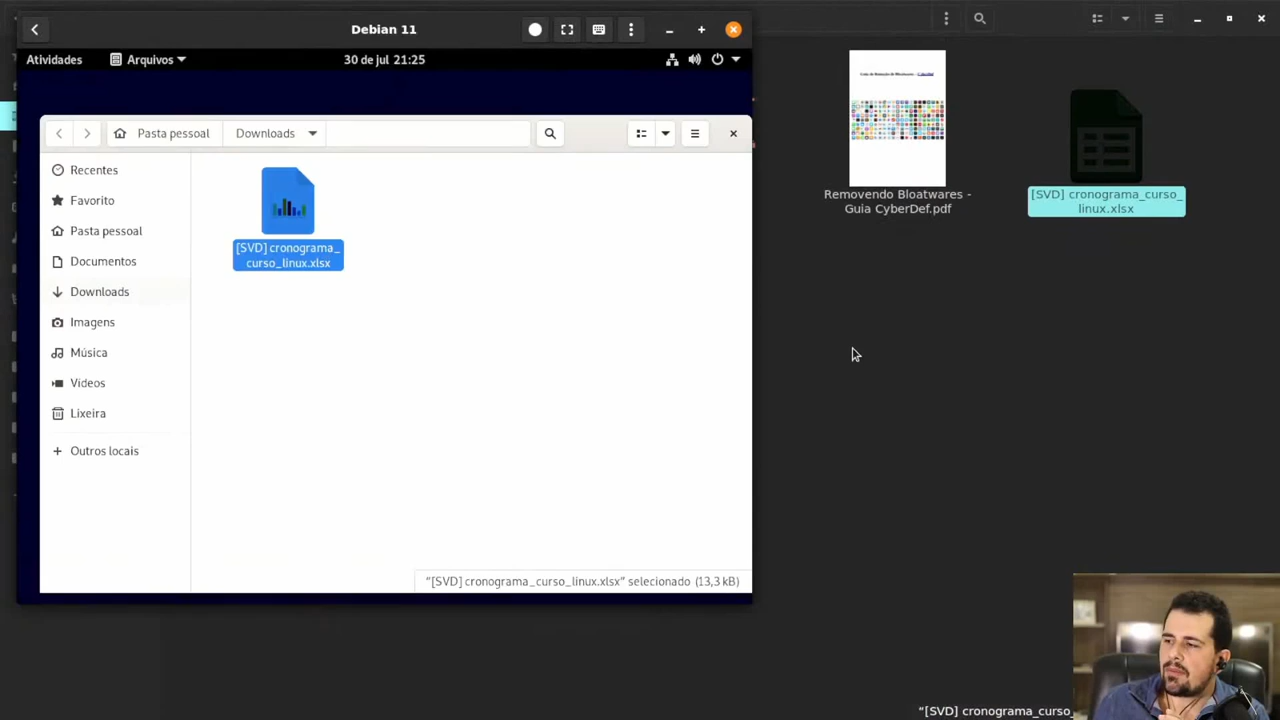 Debian 11
Atividades
Arquivos
30 de jul 21:25
Pasta pessoal
Downloads
Recentes
Favorito
Pasta pessoal
Documentos
Downloads
Imagens
Música
Vídeos
Lixeira
+ Outros locais
[SVD] cronograma_
curso_linux.xlsx
“[SVD] cronograma_curso_linux.xlsx” selecionado (13,3 kB)
Removendo Bloatwares -
Guia CyberDef.pdf
[SVD] cronograma_curso_
linux.xlsx
“[SVD] cronograma_curso_